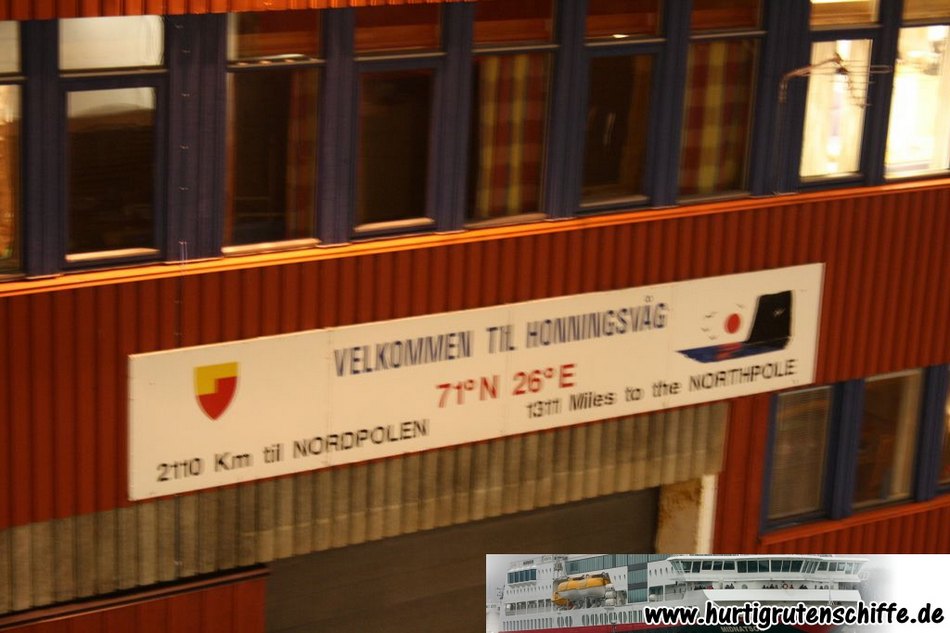 VELKOMMEN TIL HONNINGSVÅG
71°N 26°E
2110 Km til NORDPOLEN
1311 Miles to the NORTHPOLE
www.hurtigrutenschiffe.de